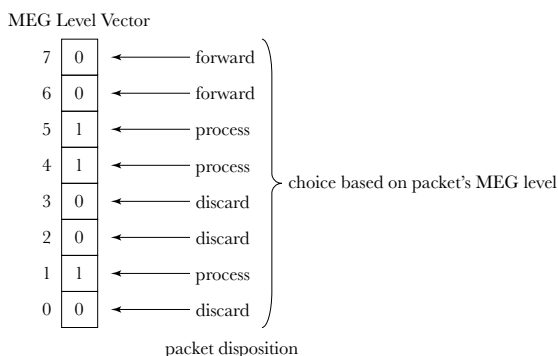 MEG Level Vector
7 0 forward
6 0 forward
5 1 process
4 1 process
3 0 discard
2 0 discard
1 1 process
0 0 discard
choice based on packet's MEG level
packet disposition